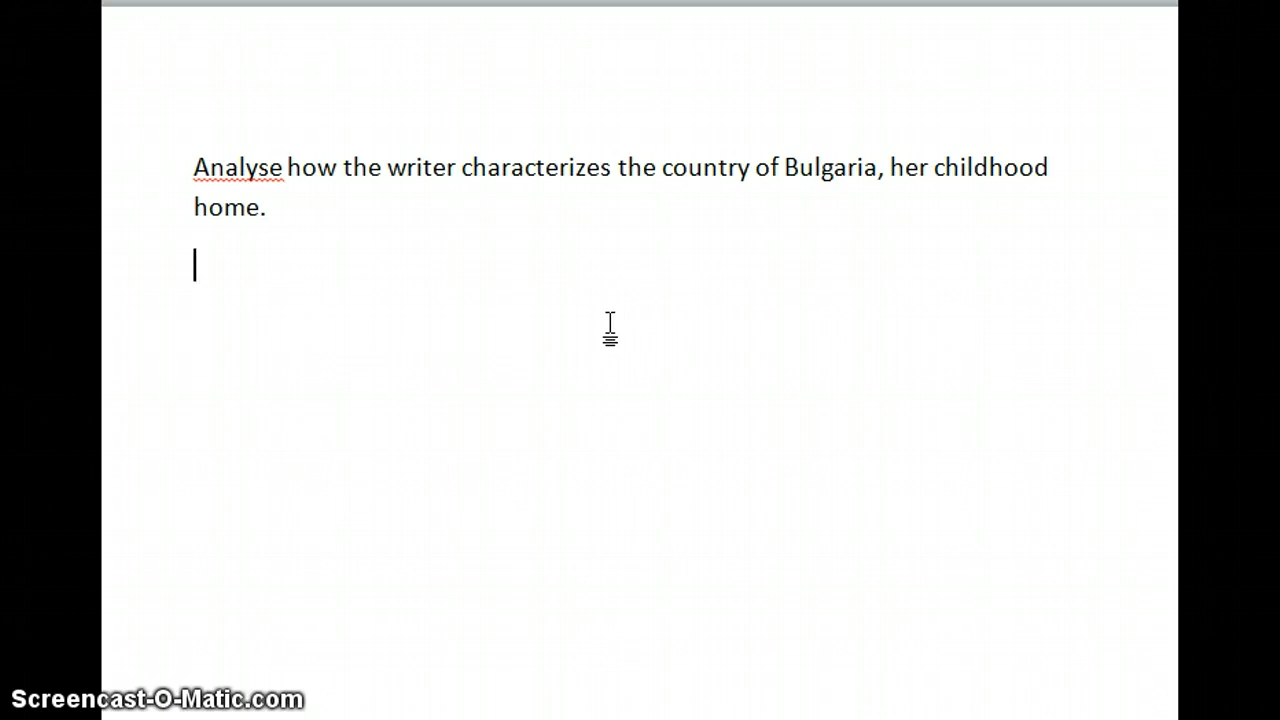 Analyse how the writer characterizes the country of Bulgaria, her childhood
home.
Screencast-O-Matic.com